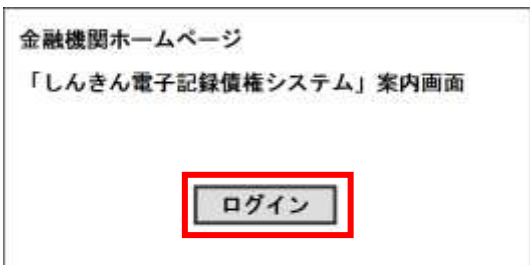 金融機関ホームページ
「しんきん電子記録債権システム」案内画面
ログイン